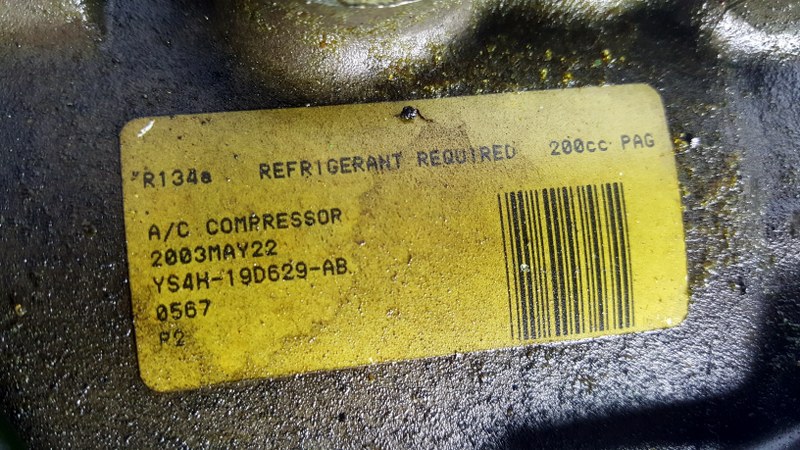 "R134a REFRIGERANT REQUIRED 200cc PAG
A/C COMPRESSOR
2003MAY22
YS4H-19D629-AB
0567
P2